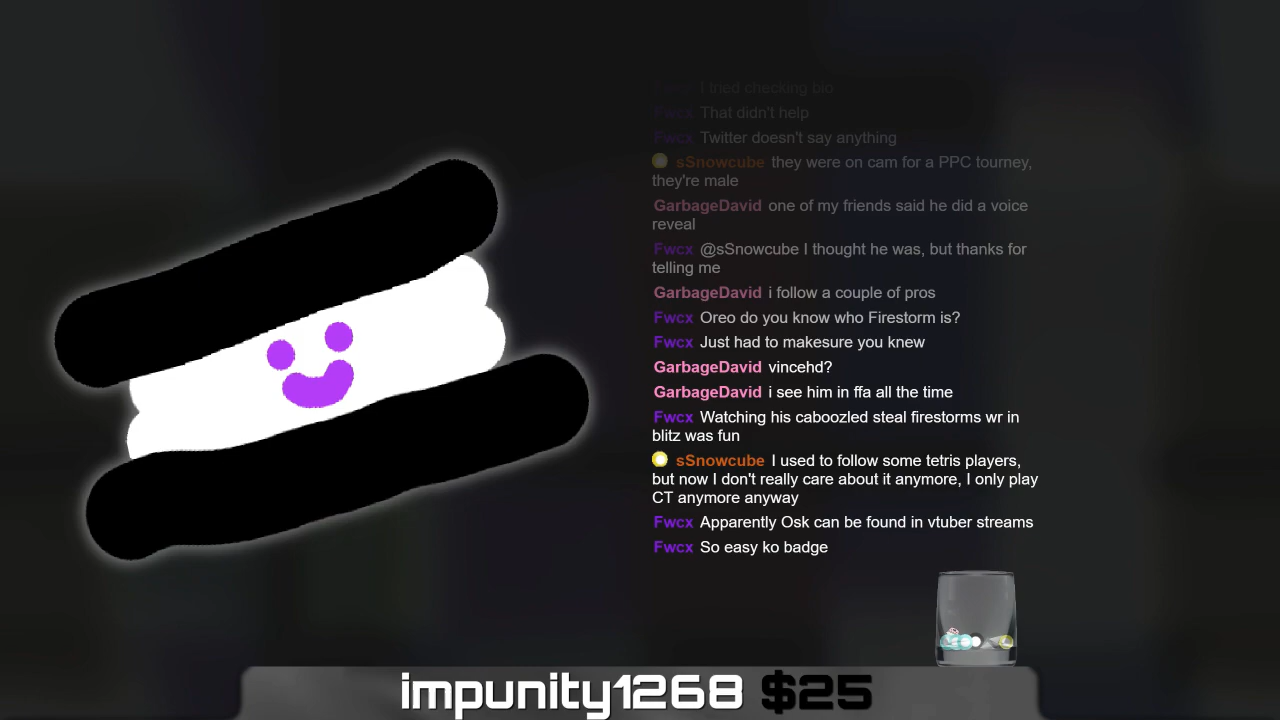 Fwcx I tried checking bio
Fwcx That didn't help
Fwcx Twitter doesn't say anything
sSnowcube they were on cam for a PPC tourney,
they're male
GarbageDavid one of my friends said he did a voice
reveal
Fwcx @sSnowcube I thought he was, but thanks for
telling me
GarbageDavid i follow a couple of pros
Fwcx Oreo do you know who Firestorm is?
Fwcx Just had to makesure you knew
GarbageDavid vincehd?
GarbageDavid i see him in ffa all the time
Fwcx Watching his caboozled steal firestorms wr in
blitz was fun
sSnowcube I used to follow some tetris players,
but now I don't really care about it anymore, I only play
CT anymore anyway
Fwcx Apparently Osk can be found in vtuber streams
Fwcx So easy ko badge
impunity1268 $25